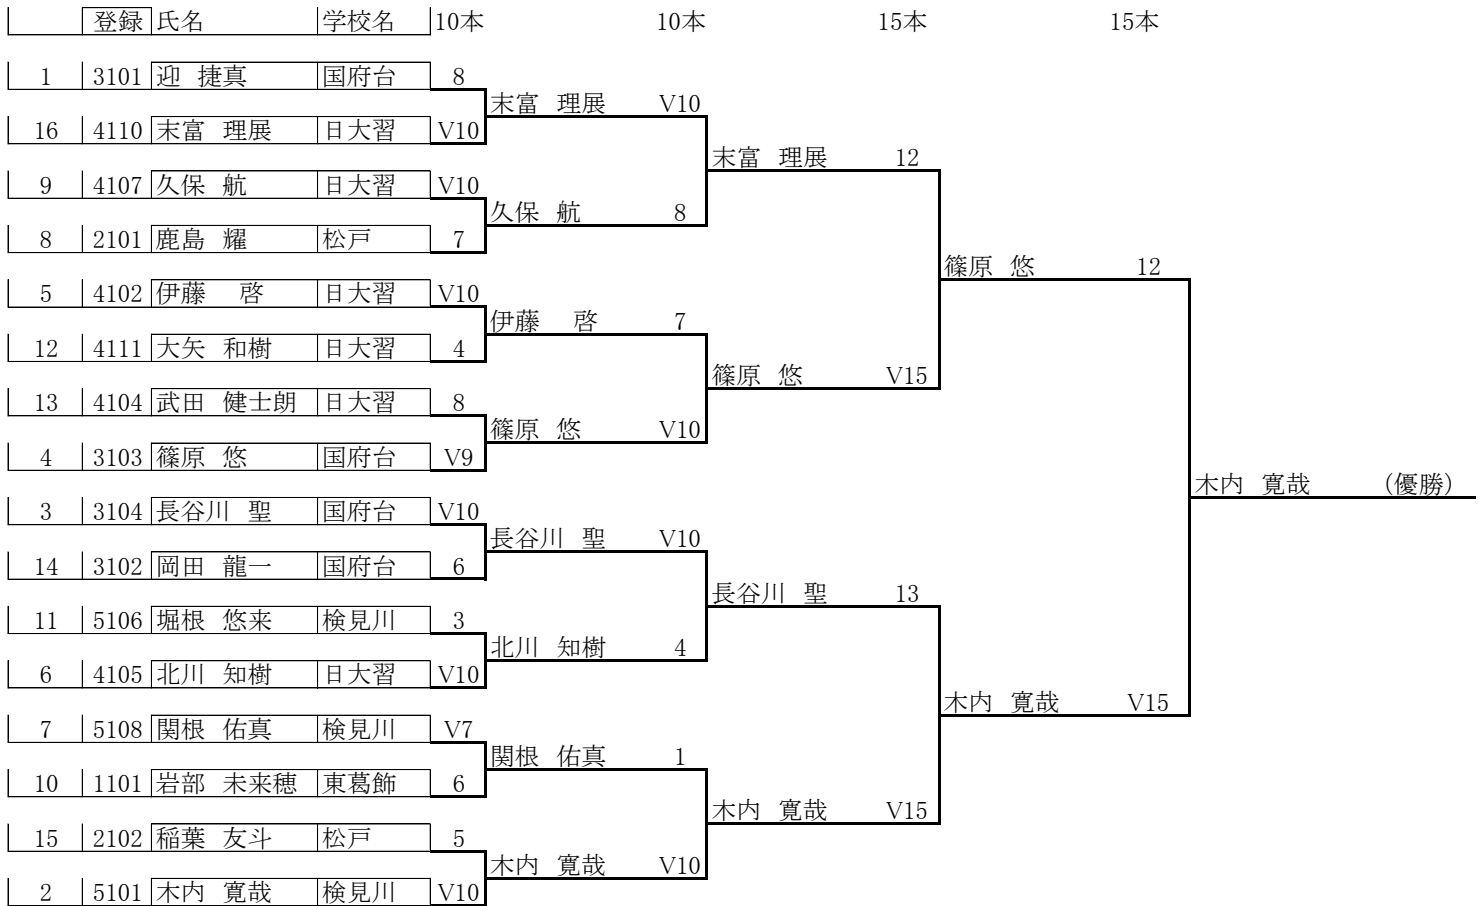 登録 氏名 学校名 10本 10本 15本 15本
1 3101 迎 捷真 国府台 8
末富 理展 V10
16 4110 末富 理展 日大習 V10
末富 理展 12
9 4107 久保 航 日大習 V10
久保 航 8
8 2101 鹿島 耀 松戸 7
篠原 悠 12
5 4102 伊藤 啓 日大習 V10
伊藤 啓 7
12 4111 大矢 和樹 日大習 4
篠原 悠 V15
13 4104 武田 健士朗 日大習 8
篠原 悠 V10
4 3103 篠原 悠 国府台 V9
木内 寛哉 (優勝)
3 3104 長谷川 聖 国府台 V10
長谷川 聖 V10
14 3102 岡田 龍一 国府台 6
長谷川 聖 13
11 5106 堀根 悠来 検見川 3
北川 知樹 4
6 4105 北川 知樹 日大習 V10
木内 寛哉 V15
7 5108 関根 佑真 検見川 V7
関根 佑真 1
10 1101 岩部 未来穂 東葛飾 6
木内 寛哉 V15
15 2102 稲葉 友斗 松戸 5
木内 寛哉 V10
2 5101 木内 寛哉 検見川 V10